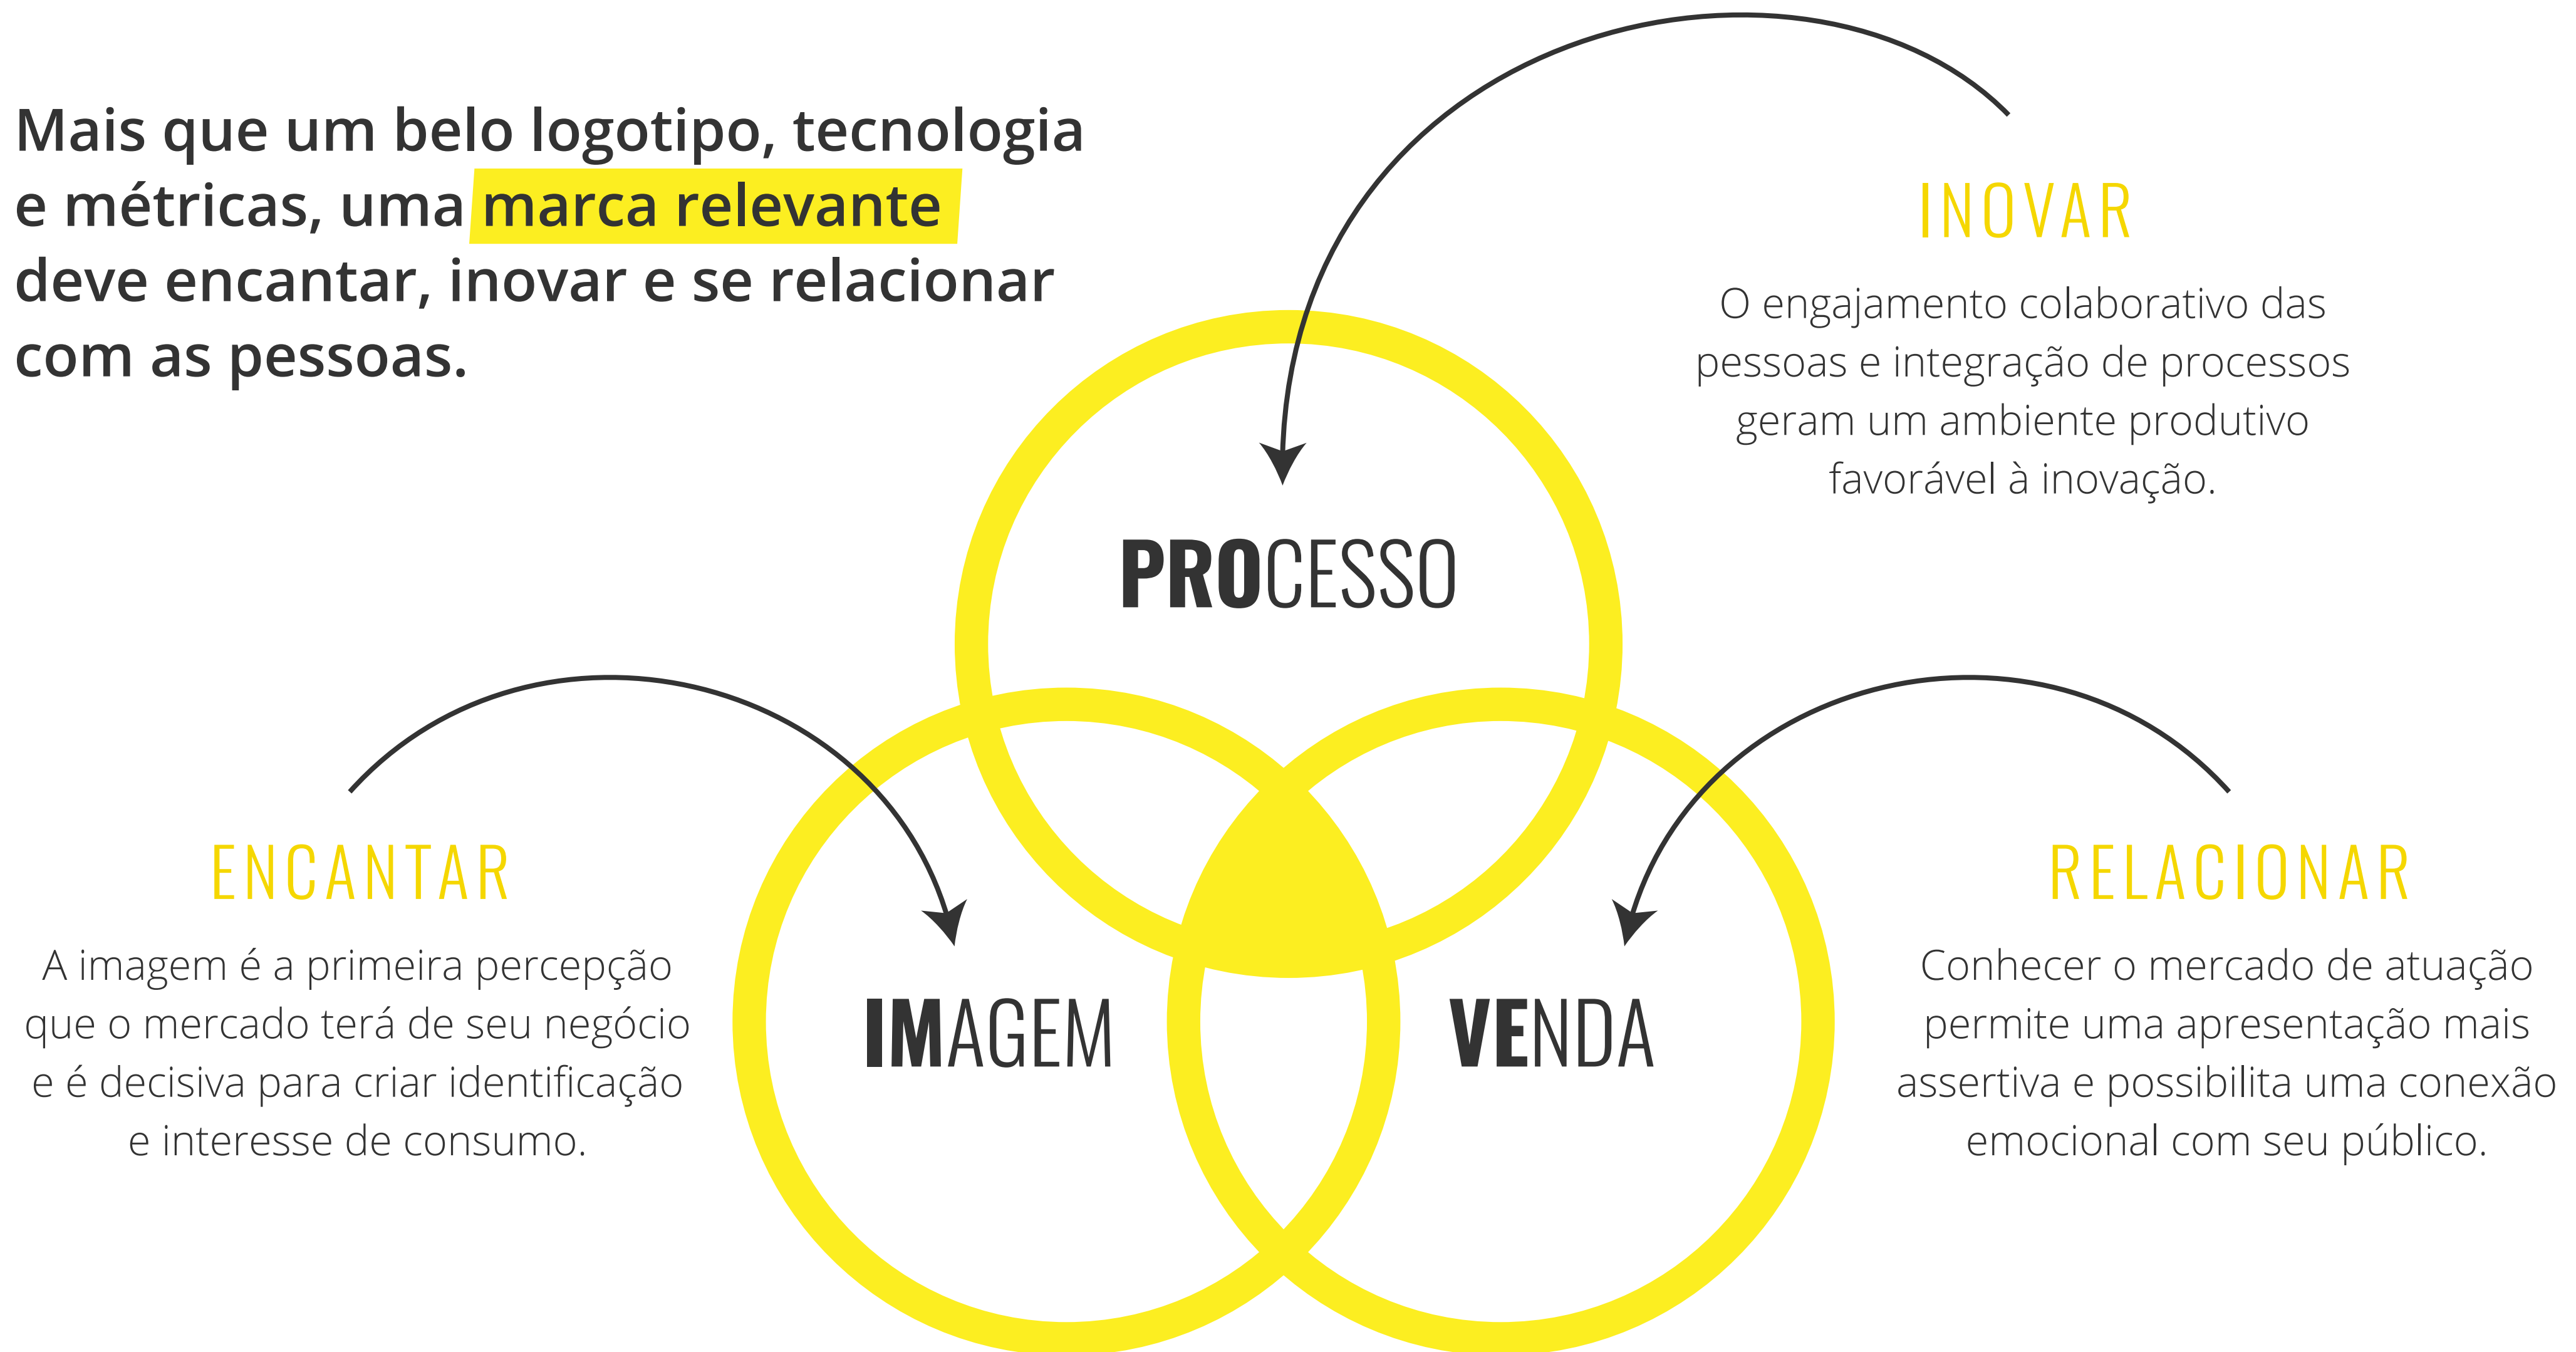 Mais que um belo logotipo, tecnologia
e métricas, uma marca relevante
deve encantar, inovar e se relacionar
com as pessoas.
INOVAR
O engajamento colaborativo das
pessoas e integração de processos
geram um ambiente produtivo
favorável à inovação.
PROCESSO
ENCANTAR
A imagem é a primeira percepção
que o mercado terá de seu negócio
e é decisiva para criar identificação
e interesse de consumo.
IMAGEM
VENDA
RELACIONAR
Conhecer o mercado de atuação
permite uma apresentação mais
assertiva e possibilita uma conexão
emocional com seu público.